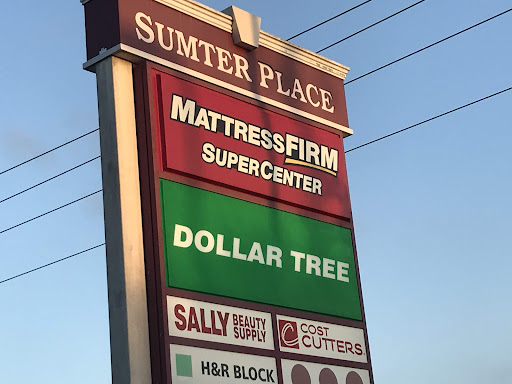 SUMTER PLACE
MATTRESSFIRM
SUPERCENTER
DOLLAR TREE
SALLY BEAUTY
SUPPLY
COST
CUTTERS
H&R BLOCK